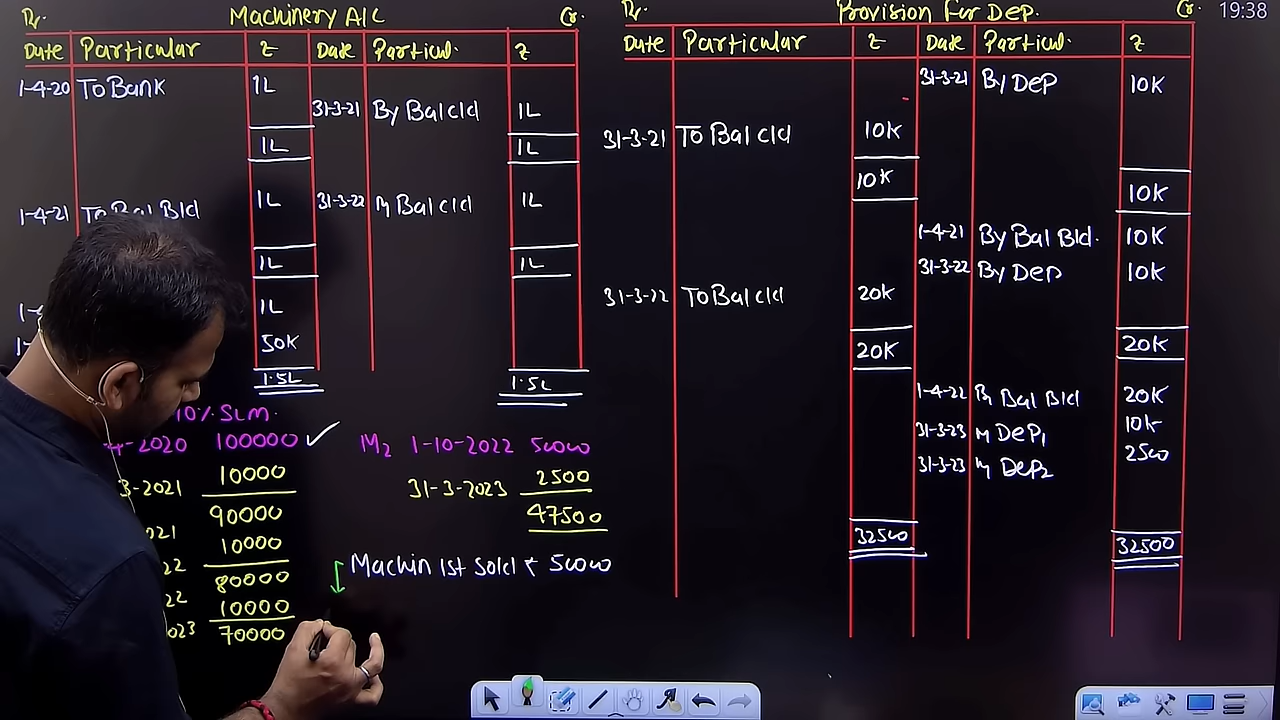 Dr. Machinery A/C Cr.
Date Particular ₹ Date Particul. ₹
1-4-20 To Bank 1L
31-3-21 By Bal c/d 1L
1L 1L
1-4-21 To Bal B/d 1L 31-3-22 By Bal c/d 1L
1L 1L
1L
50K
1.5L 1.5L
10% SLM
4-2020 100000
3-2021 10000
90000
021 10000
22 80000
22 10000
023 70000
M2 1-10-2022 50000
31-3-2023 2500
47500
Machin 1st Sold ₹ 50000
Dr. Provision For Dep. Cr.
Date Particular ₹ Date Particul. ₹
31-3-21 By Dep 10K
31-3-21 To Bal c/d 10K
10K 10K
1-4-21 By Bal B/d. 10K
31-3-22 By Dep 10K
31-3-22 To Bal c/d 20K
20K 20K
1-4-22 By Bal B/d 20K
31-3-23 By Dep1 10K
31-3-23 By Dep2 2500
32500 32500
19:38